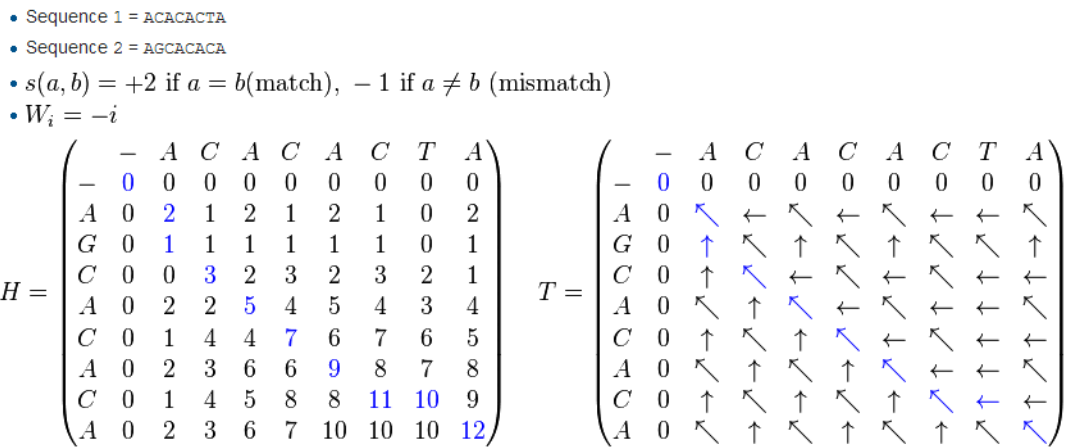 • Sequence 1 = ACACACTA
• Sequence 2 = AGCACACA
• s(a, b) = +2 if a = b(match), − 1 if a ≠ b (mismatch)
• W_i = −i
H =
− A C A C A C T A
− 0 0 0 0 0 0 0 0 0
A 0 2 1 2 1 2 1 0 2
G 0 1 1 1 1 1 1 0 1
C 0 0 3 2 3 2 3 2 1
A 0 2 2 5 4 5 4 3 4
C 0 1 4 4 7 6 7 6 5
A 0 2 3 6 6 9 8 7 8
C 0 1 4 5 8 8 11 10 9
A 0 2 3 6 7 10 10 10 12
T =
− A C A C A C T A
− 0 0 0 0 0 0 0 0 0
A 0 ↖ ← ↖ ← ↖ ← ← ↖
G 0 ↑ ↖ ↑ ↖ ↑ ↖ ↖ ↑
C 0 ↑ ↖ ← ↖ ← ↖ ← ←
A 0 ↖ ↑ ↖ ← ↖ ← ← ↖
C 0 ↑ ↖ ↑ ↖ ← ↖ ← ←
A 0 ↖ ↑ ↖ ↑ ↖ ← ← ↖
C 0 ↑ ↖ ↑ ↖ ↑ ↖ ← ←
A 0 ↖ ↑ ↖ ↑ ↖ ↑ ↖ ↖